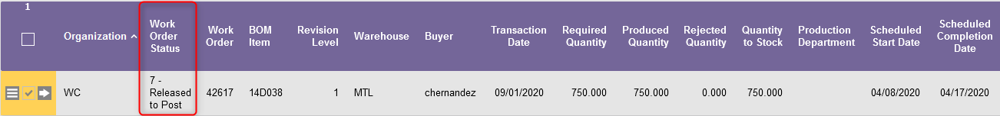 1
Organization Work Order Status Work Order BOM Item Revision Level Warehouse Buyer Transaction Date Required Quantity Produced Quantity Rejected Quantity Quantity to Stock Production Department Scheduled Start Date Scheduled Completion Date
WC 7 - Released to Post 42617 14D038 1 MTL chernandez 09/01/2020 750.000 750.000 0.000 750.000 04/08/2020 04/17/2020